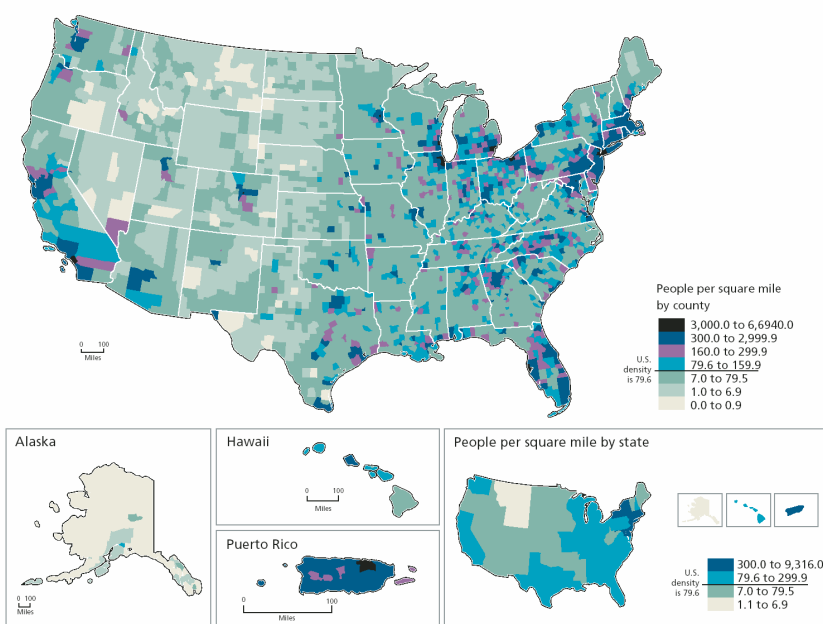 People per square mile
by county
3,000.0 to 6,6940.0
300.0 to 2,999.9
160.0 to 299.9
79.6 to 159.9
7.0 to 79.5
1.0 to 6.9
0.0 to 0.9
U.S.
density
is 79.6
0 100
Miles
Alaska
0 100
Miles
Hawaii
0 100
Miles
Puerto Rico
0 100
Miles
People per square mile by state
300.0 to 9,316.0
79.6 to 299.9
7.0 to 79.5
1.1 to 6.9
U.S.
density
is 79.6